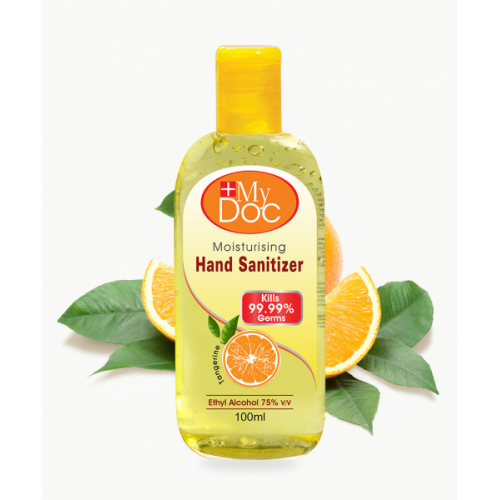 My
Doc
Moisturising
Hand Sanitizer
Kills
99.99%
Germs
Tangerine
Ethyl Alcohol 75% v/v
100ml